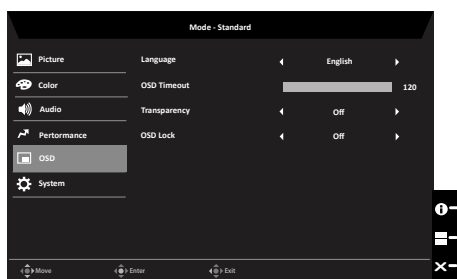 Mode - Standard
Picture
Language
English
Color
OSD Timeout
120
Audio
Transparency
Off
Pertormance
OSD Lock
Off
OSD
System
Move
Enter
Exit